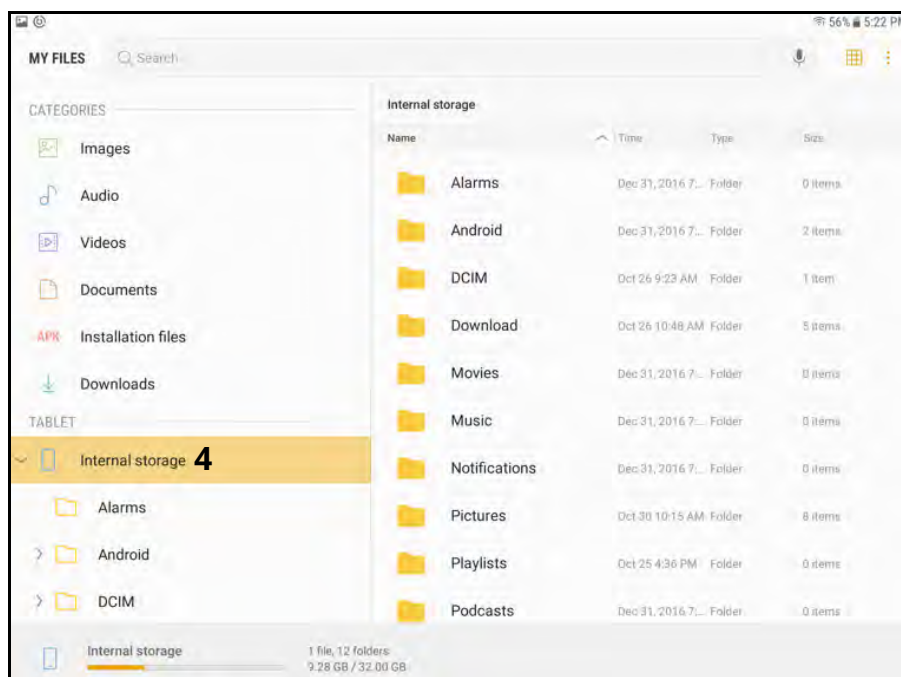 56% 5:22 PM
MY FILES Search
CATEGORIES
Images
Audio
Videos
Documents
APK Installation files
Downloads
TABLET
Internal storage 4
Alarms
Android
DCIM
Internal storage
Name Time Type Size
Alarms Dec 31, 2016 7:... Folder 0 items
Android Dec 31, 2016 7:... Folder 2 items
DCIM Oct 26 9:23 AM Folder 1 item
Download Oct 26 10:48 AM Folder 5 items
Movies Dec 31, 2016 7:... Folder 0 items
Music Dec 31, 2016 7:... Folder 0 items
Notifications Dec 31, 2016 7:... Folder 0 items
Pictures Oct 30 10:15 AM Folder 8 items
Playlists Oct 25 4:36 PM Folder 0 items
Podcasts Dec 31, 2016 7:... Folder 0 items
Internal storage
1 file, 12 folders
9.28 GB / 32.00 GB